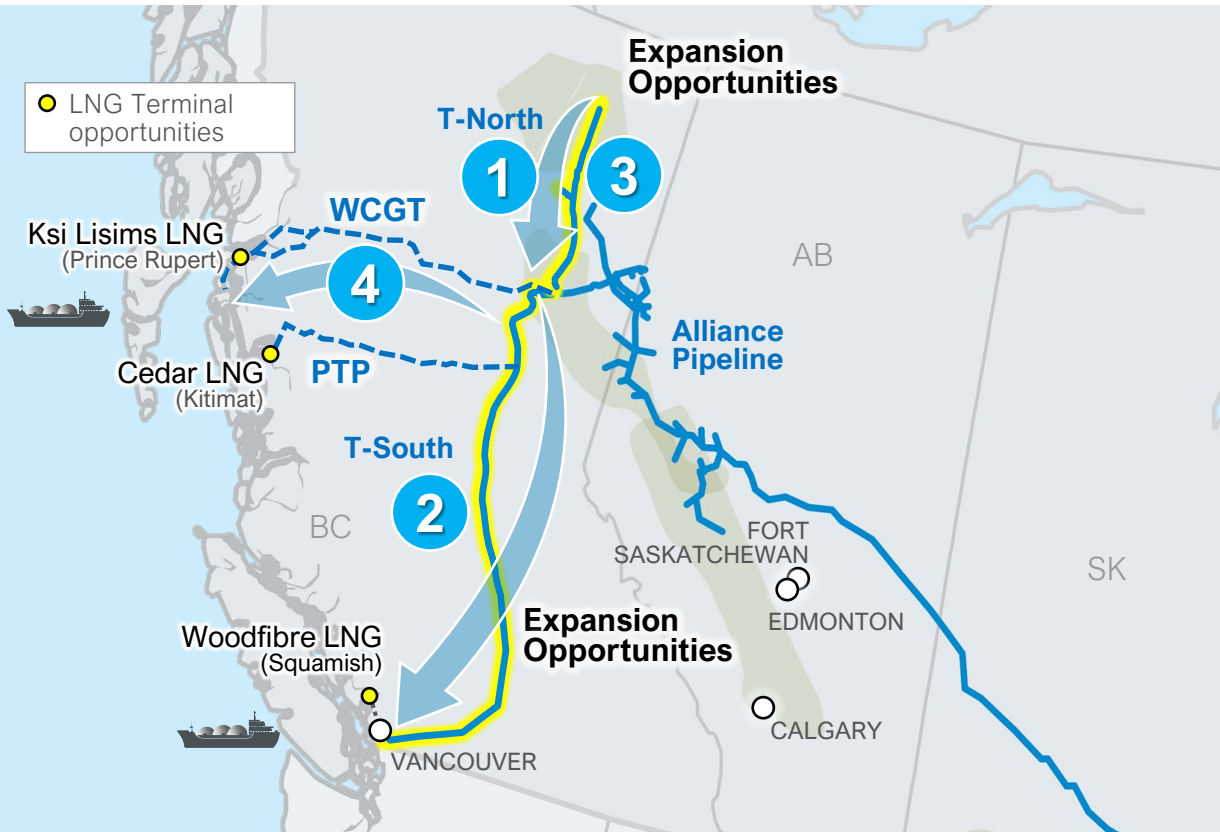 Expansion
Opportunities
LNG Terminal
opportunities
T-North
1
3
WCGT
Ksi Lisims LNG
(Prince Rupert)
AB
4
Alliance
Pipeline
Cedar LNG
(Kitimat)
PTP
T-South
2
BC
FORT
SASKATCHEWAN
SK
EDMONTON
Expansion
Opportunities
Woodfibre LNG
(Squamish)
CALGARY
VANCOUVER